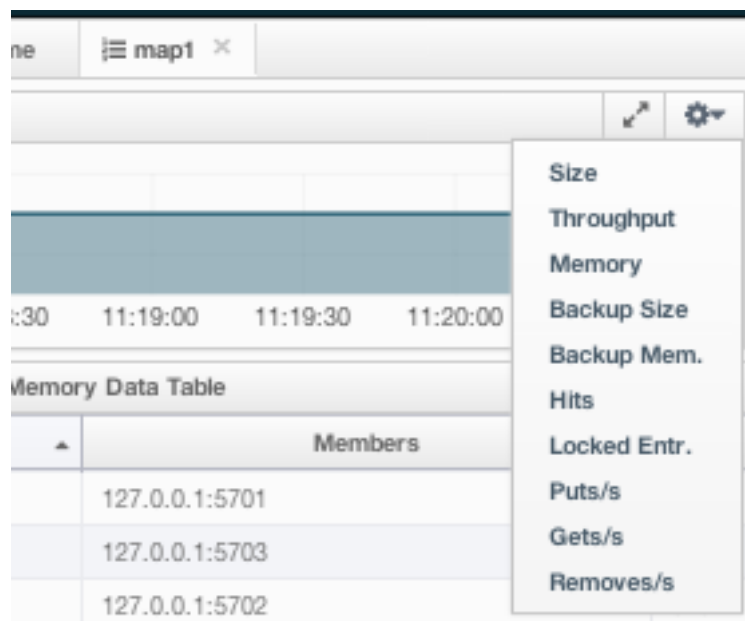 me
map1
Size
Throughput
Memory
Backup Size
Backup Mem.
Hits
Locked Entr.
Puts/s
Gets/s
Removes/s
:30 11:19:00 11:19:30 11:20:00
Memory Data Table
Members
127.0.0.1:5701
127.0.0.1:5703
127.0.0.1:5702